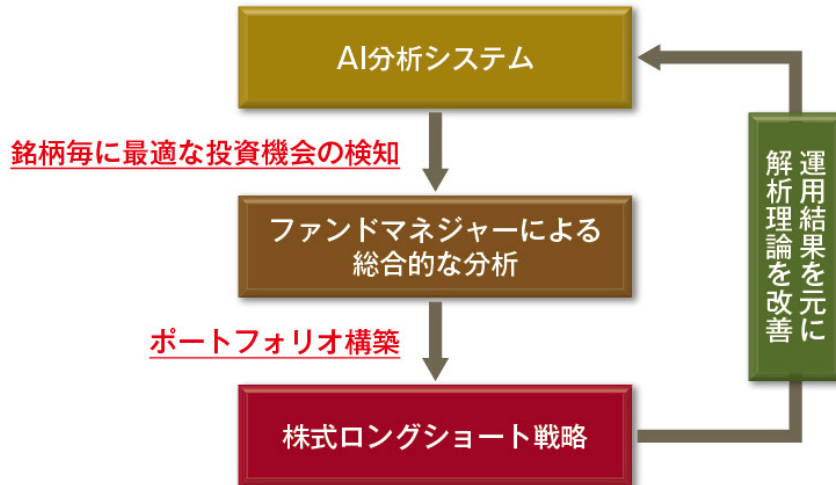 AI分析システム
銘柄毎に最適な投資機会の検知
ファンドマネジャーによる
総合的な分析
ポートフォリオ構築
株式ロングショート戦略
運用結果を元に
解析理論を改善